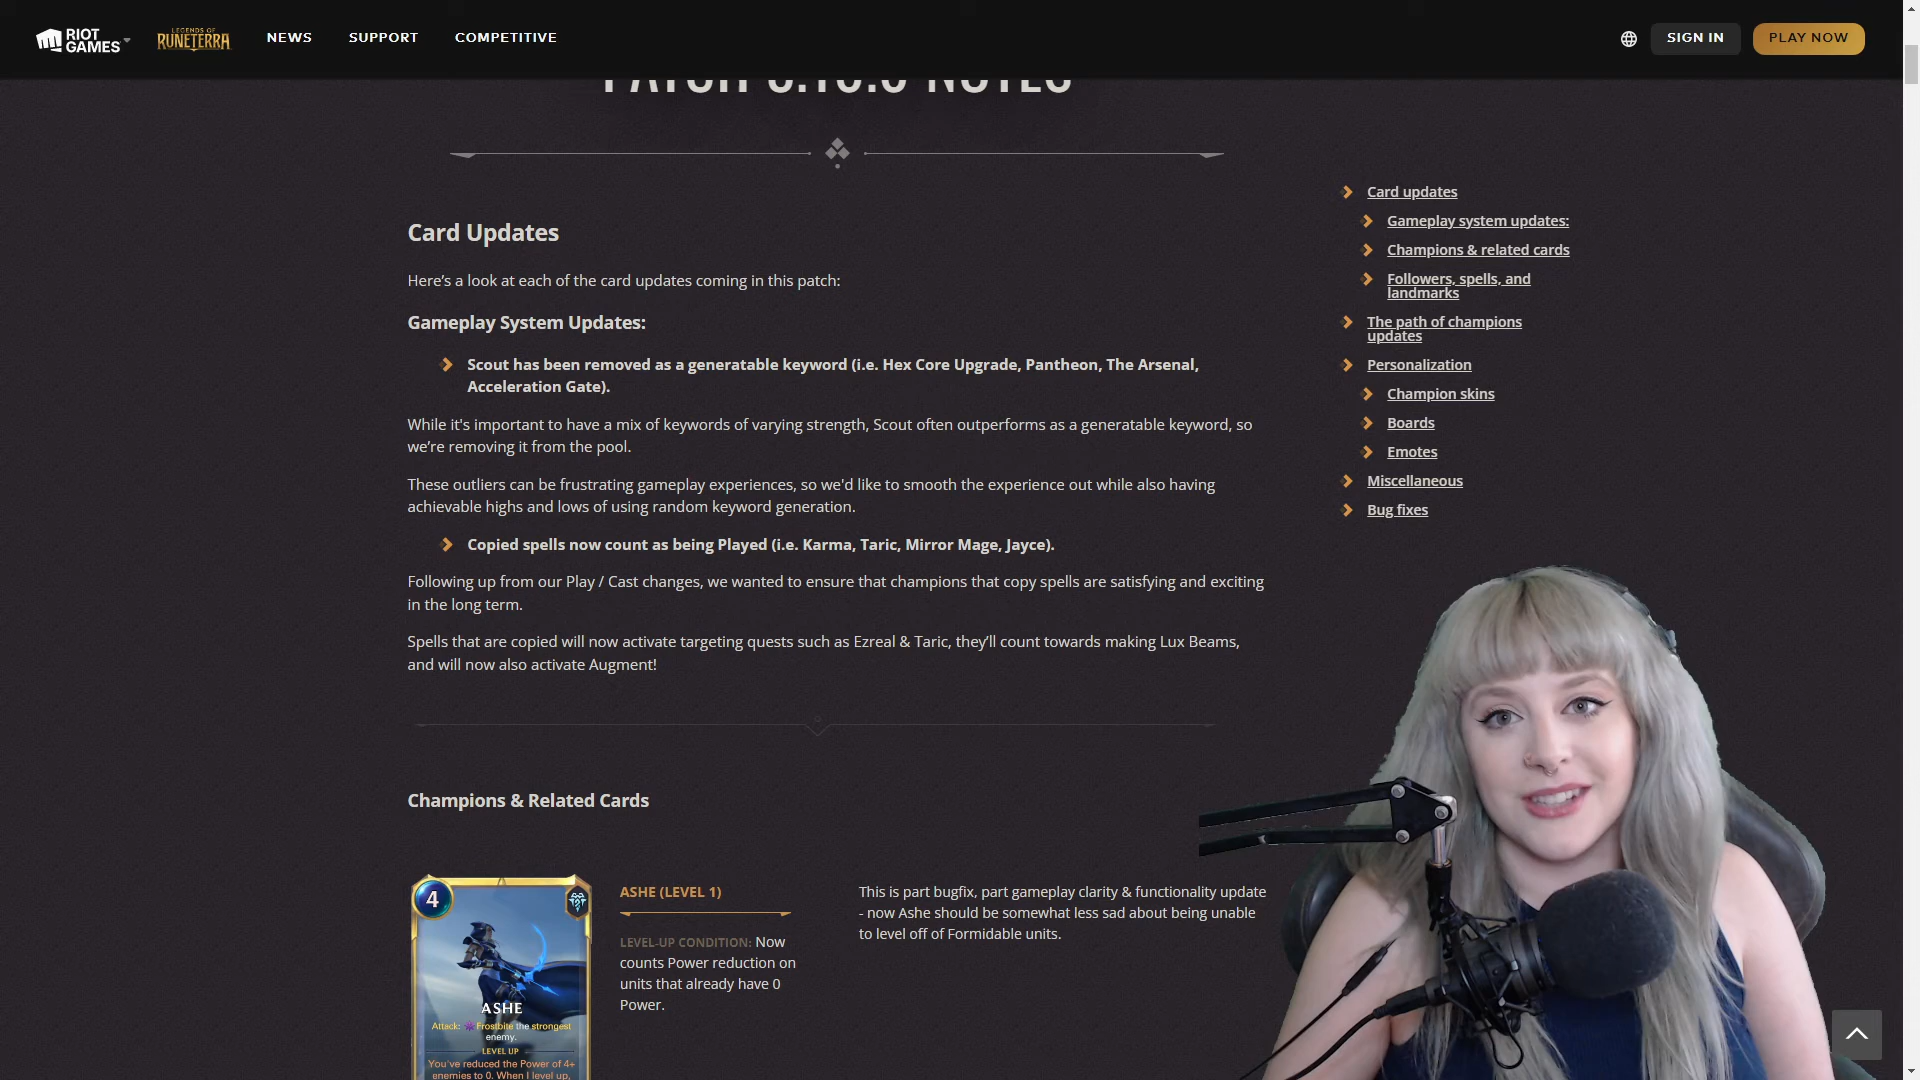 RIOT GAMES
LEGENDS OF RUNETERRA
NEWS
SUPPORT
COMPETITIVE
SIGN IN
PLAY NOW
PATCH 3.16.0 NOTES
Card Updates
Here’s a look at each of the card updates coming in this patch:
Gameplay System Updates:
Scout has been removed as a generatable keyword (i.e. Hex Core Upgrade, Pantheon, The Arsenal,
Acceleration Gate).
While it's important to have a mix of keywords of varying strength, Scout often outperforms as a generatable keyword, so
we’re removing it from the pool.
These outliers can be frustrating gameplay experiences, so we'd like to smooth the experience out while also having
achievable highs and lows of using random keyword generation.
Copied spells now count as being Played (i.e. Karma, Taric, Mirror Mage, Jayce).
Following up from our Play / Cast changes, we wanted to ensure that champions that copy spells are satisfying and exciting
in the long term.
Spells that are copied will now activate targeting quests such as Ezreal & Taric, they’ll count towards making Lux Beams,
and will now also activate Augment!
Champions & Related Cards
4
ASHE
Attack: Frostbite the strongest
enemy.
LEVEL UP
You've reduced the Power of 4+
enemies to 0. When I level up,
ASHE (LEVEL 1)
LEVEL-UP CONDITION: Now
counts Power reduction on
units that already have 0
Power.
This is part bugfix, part gameplay clarity & functionality update
- now Ashe should be somewhat less sad about being unable
to level off of Formidable units.
Card updates
Gameplay system updates:
Champions & related cards
Followers, spells, and
landmarks
The path of champions
updates
Personalization
Champion skins
Boards
Emotes
Miscellaneous
Bug fixes